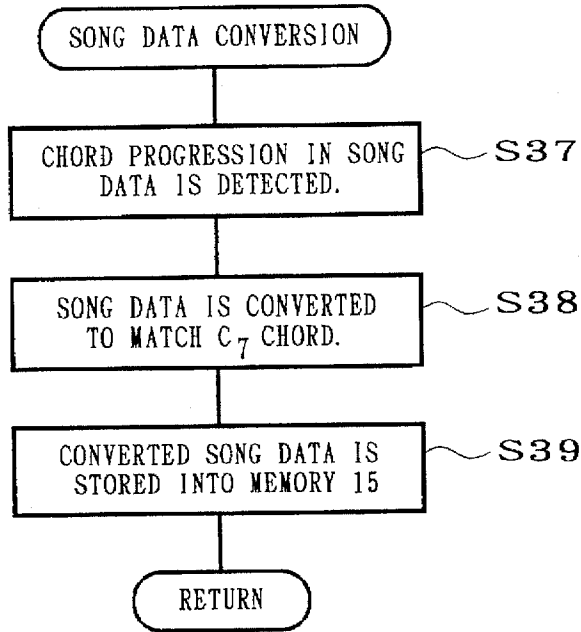 SONG DATA CONVERSION
CHORD PROGRESSION IN SONG
DATA IS DETECTED.
S37
SONG DATA IS CONVERTED
TO MATCH C₇ CHORD.
S38
CONVERTED SONG DATA IS
STORED INTO MEMORY 15
S39
RETURN